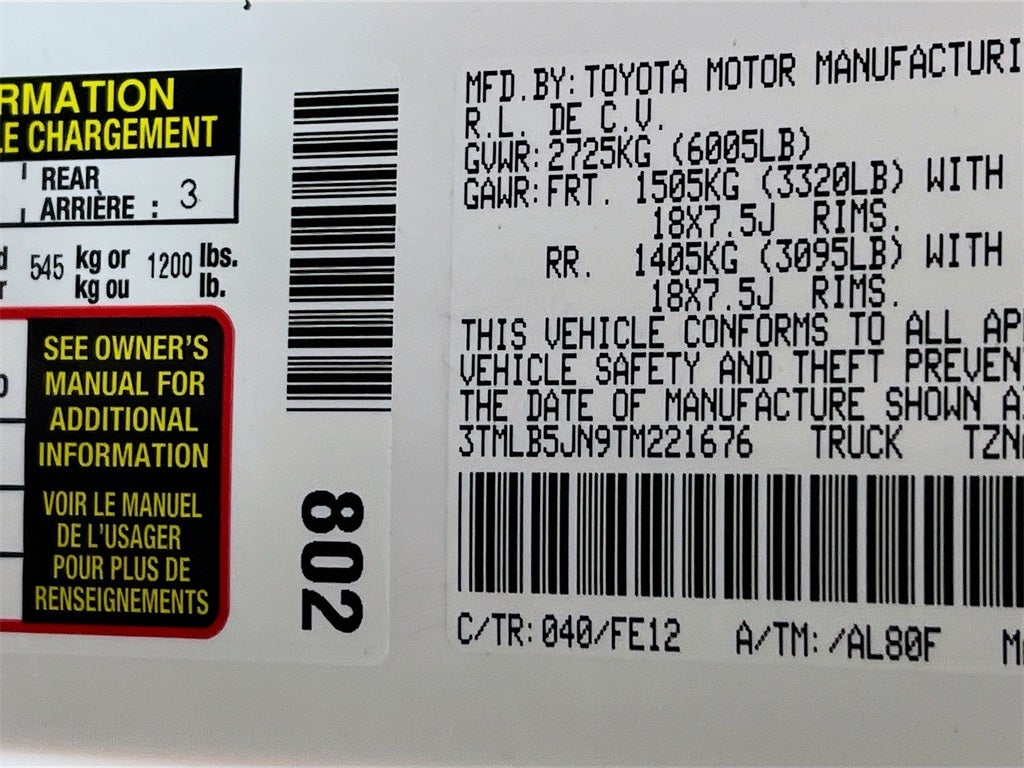 RMATION
LE CHARGEMENT
REAR
ARRIÈRE : 3
545 kg or 1200 lbs.
kg ou lb.
SEE OWNER'S
MANUAL FOR
ADDITIONAL
INFORMATION
VOIR LE MANUEL
DE L'USAGER
POUR PLUS DE
RENSEIGNEMENTS
802
MFD.BY:TOYOTA MOTOR MANUFACTURI
R.L. DE C.V.
GVWR:2725KG (6005LB)
GAWR:FRT. 1505KG (3320LB) WITH
18X7.5J RIMS.
RR. 1405KG (3095LB) WITH
18X7.5J RIMS.
THIS VEHICLE CONFORMS TO ALL AP
VEHICLE SAFETY AND THEFT PREVEN
THE DATE OF MANUFACTURE SHOWN A
3TMLB5JN9TM221676 TRUCK TZN
C/TR:040/FE12 A/TM:/AL80F M